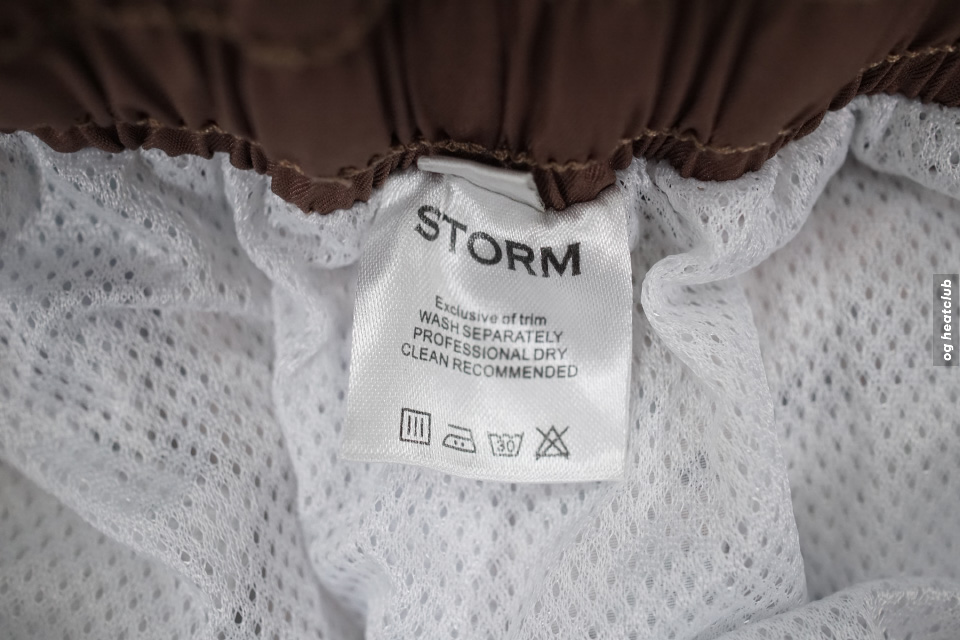 STORM
Exclusive of trim
WASH SEPARATELY
PROFESSIONAL DRY
CLEAN RECOMMENDED
30
og heatclub